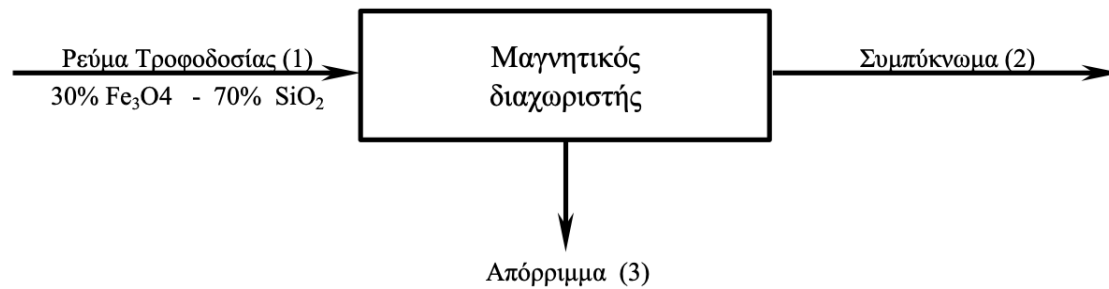 Ρεύμα Τροφοδοσίας (1)
30% Fe₃O4 - 70% SiO₂
Μαγνητικός
διαχωριστής
Συμπύκνωμα (2)
Απόρριμμα (3)